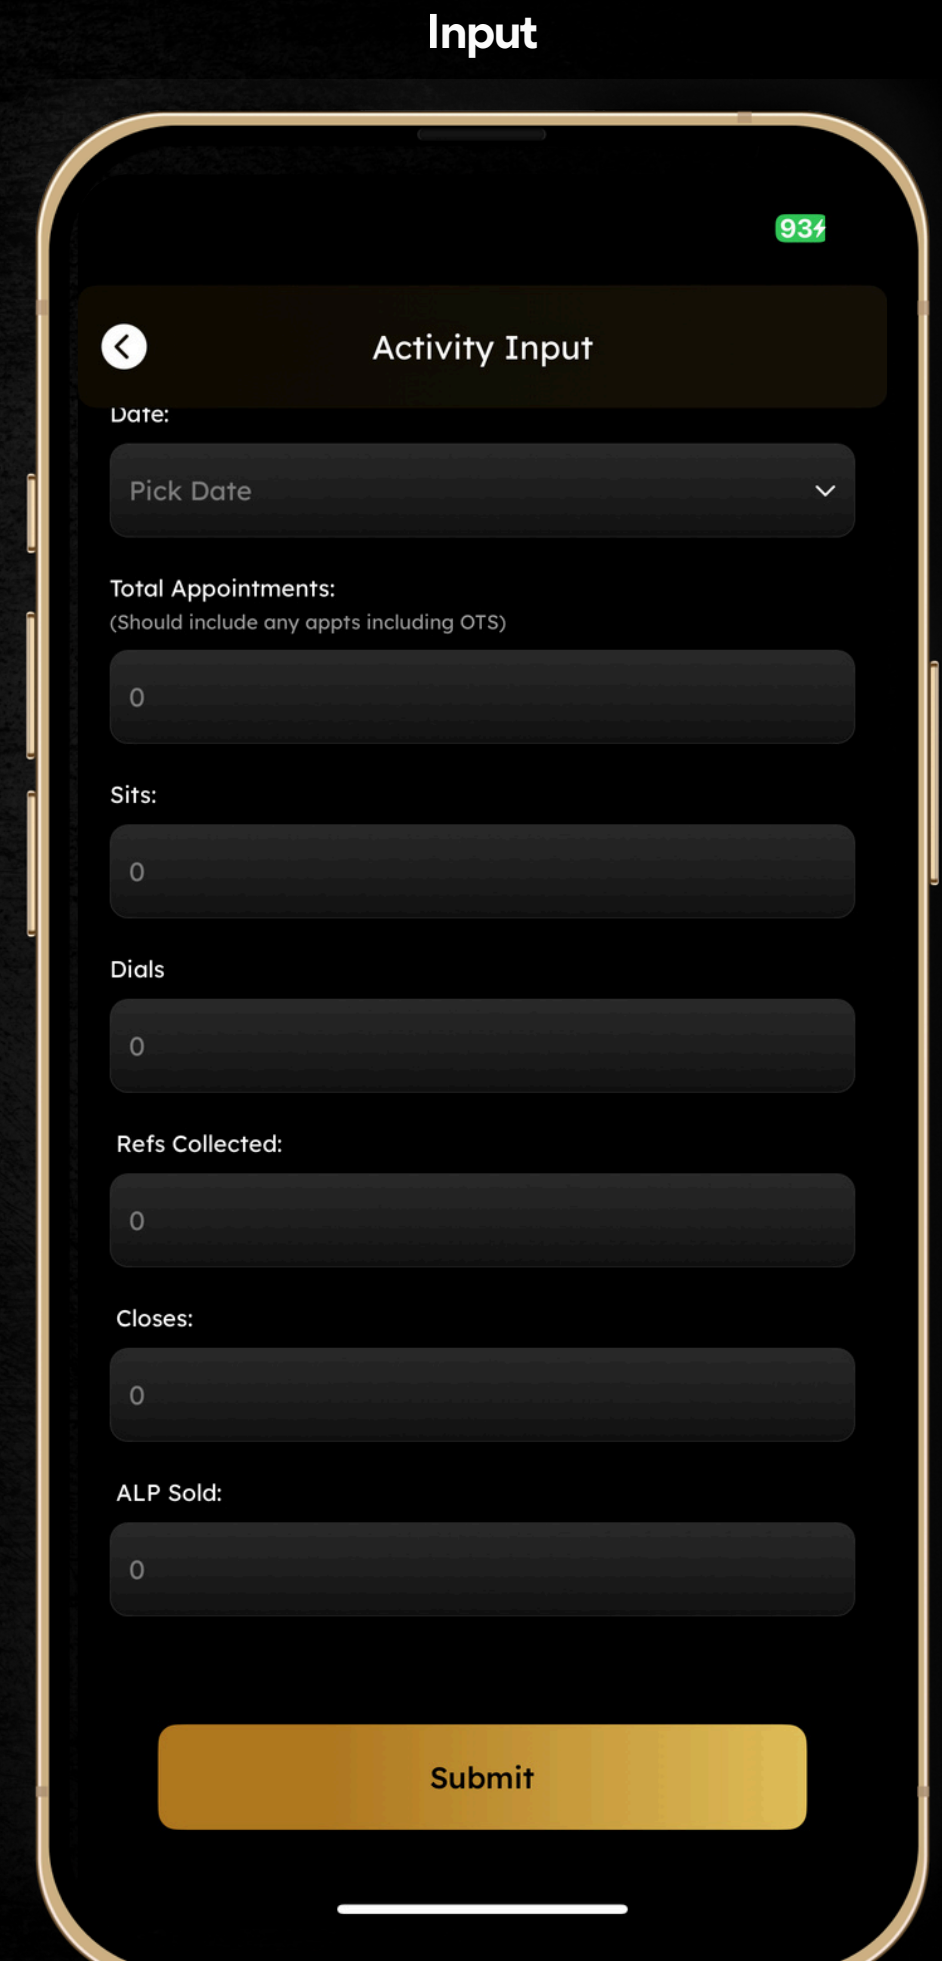 Input
93
Activity Input
Date:
Pick Date
Total Appointments:
(Should include any appts including OTS)
0
Sits:
0
Dials
0
Refs Collected:
0
Closes:
0
ALP Sold:
0
Submit